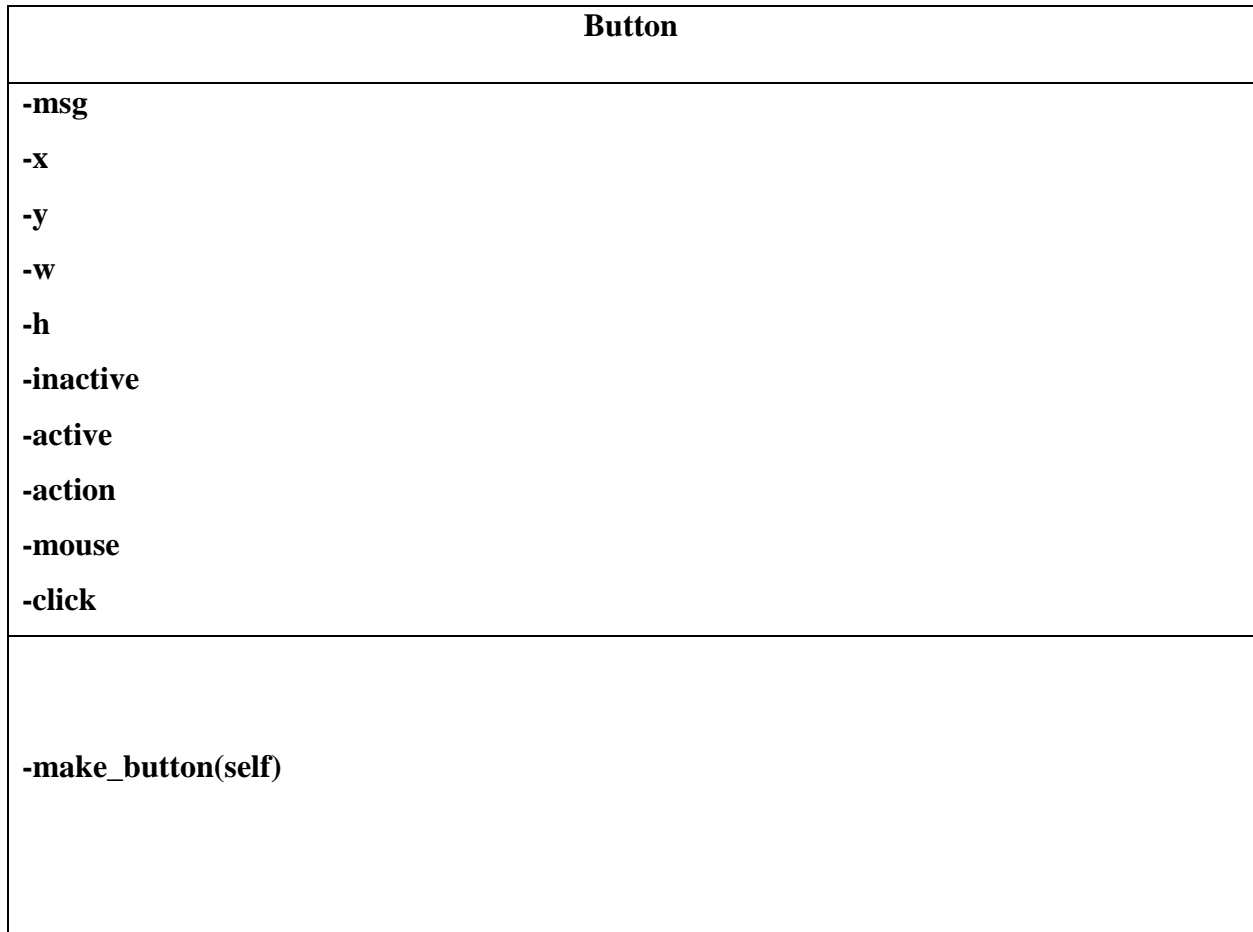 Button
-msg
-x
-y
-w
-h
-inactive
-active
-action
-mouse
-click
-make_button(self)